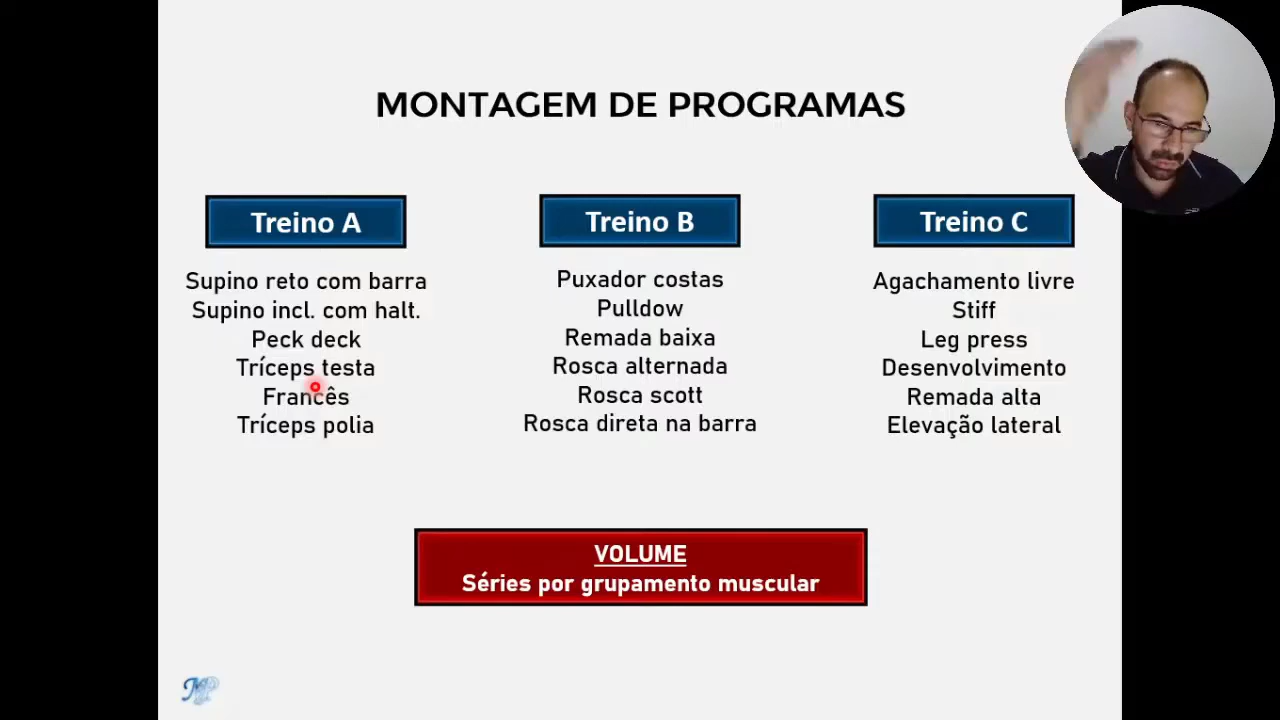 MONTAGEM DE PROGRAMAS
Treino A
Supino reto com barra
Supino incl. com halt.
Peck deck
Tríceps testa
Francês
Tríceps polia
Treino B
Puxador costas
Pulldow
Remada baixa
Rosca alternada
Rosca scott
Rosca direta na barra
Treino C
Agachamento livre
Stiff
Leg press
Desenvolvimento
Remada alta
Elevação lateral
VOLUME
Séries por grupamento muscular